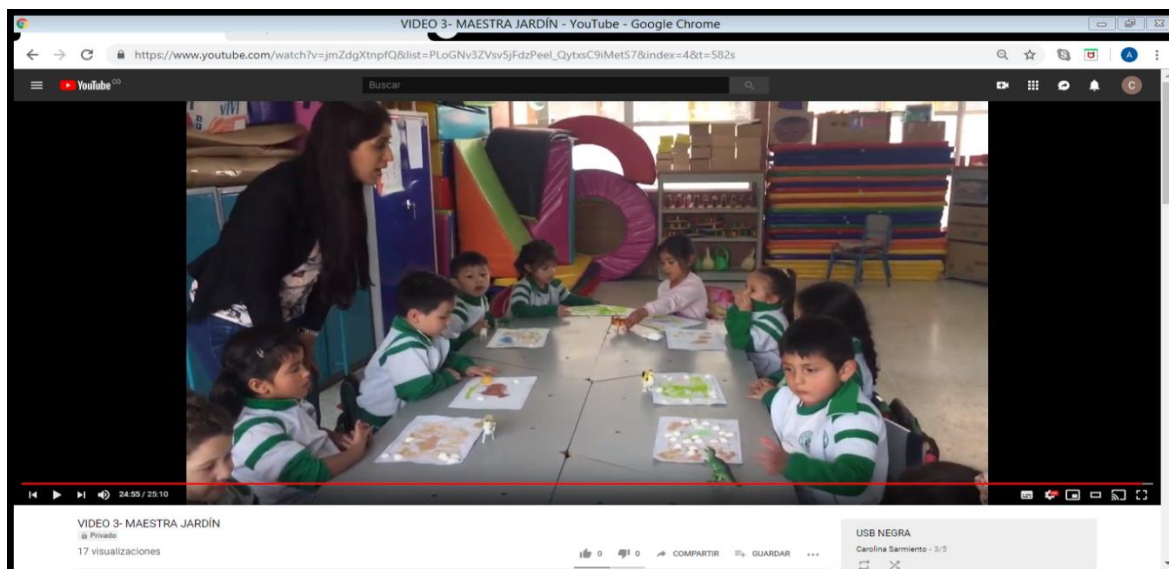 VIDEO 3- MAESTRA JARDÍN - YouTube - Google Chrome
https://www.youtube.com/watch?v=jmZdgXtnpfQ&list=PLoGNv3ZVsv5jFdzPeeI_QytxsC9iMetS7&index=4&t=582s
A
YouTube CO
Buscar
C
24:55 / 25:10
VIDEO 3- MAESTRA JARDÍN
Privado
17 visualizaciones
0
0
COMPARTIR
GUARDAR
USB NEGRA
Carolina Sarmiento - 3/5